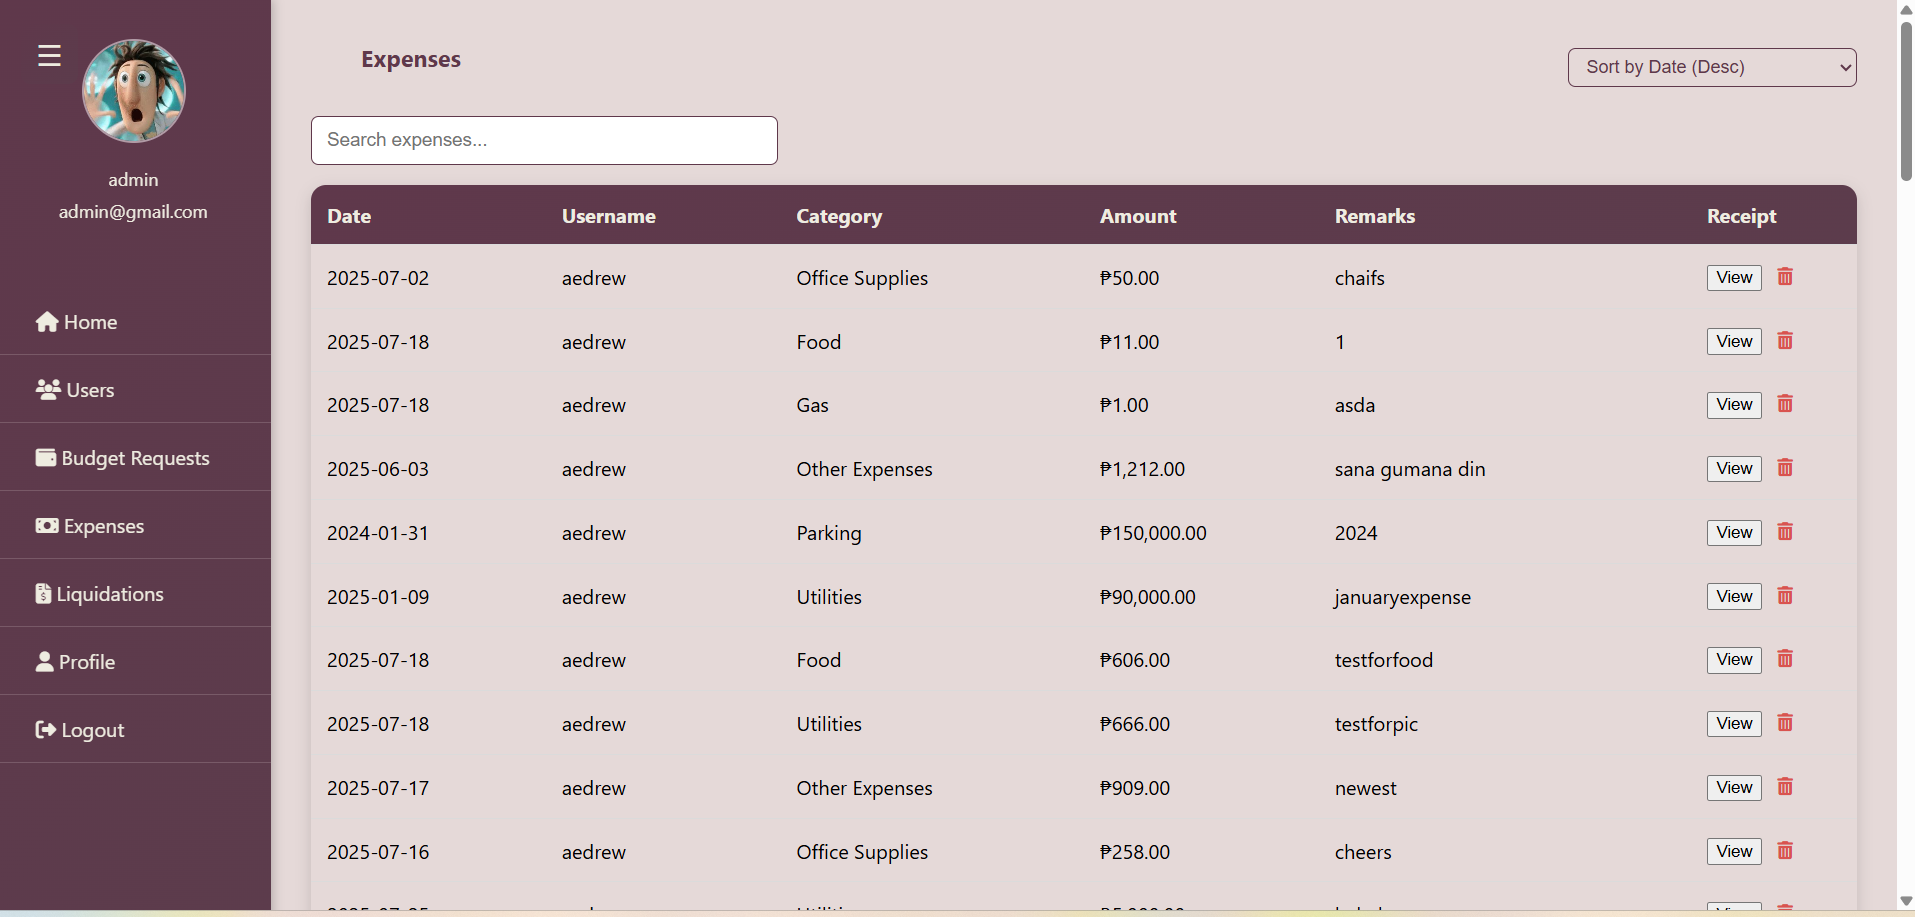 ☰
admin
admin@gmail.com
Home
Users
Budget Requests
Expenses
Liquidations
Profile
Logout
Expenses
Sort by Date (Desc)
Search expenses...
Date Username Category Amount Remarks Receipt
2025-07-02 aedrew Office Supplies ₱50.00 chaifs View
2025-07-18 aedrew Food ₱11.00 1 View
2025-07-18 aedrew Gas ₱1.00 asda View
2025-06-03 aedrew Other Expenses ₱1,212.00 sana gumana din View
2024-01-31 aedrew Parking ₱150,000.00 2024 View
2025-01-09 aedrew Utilities ₱90,000.00 januaryexpense View
2025-07-18 aedrew Food ₱606.00 testforfood View
2025-07-18 aedrew Utilities ₱666.00 testforpic View
2025-07-17 aedrew Other Expenses ₱909.00 newest View
2025-07-16 aedrew Office Supplies ₱258.00 cheers View